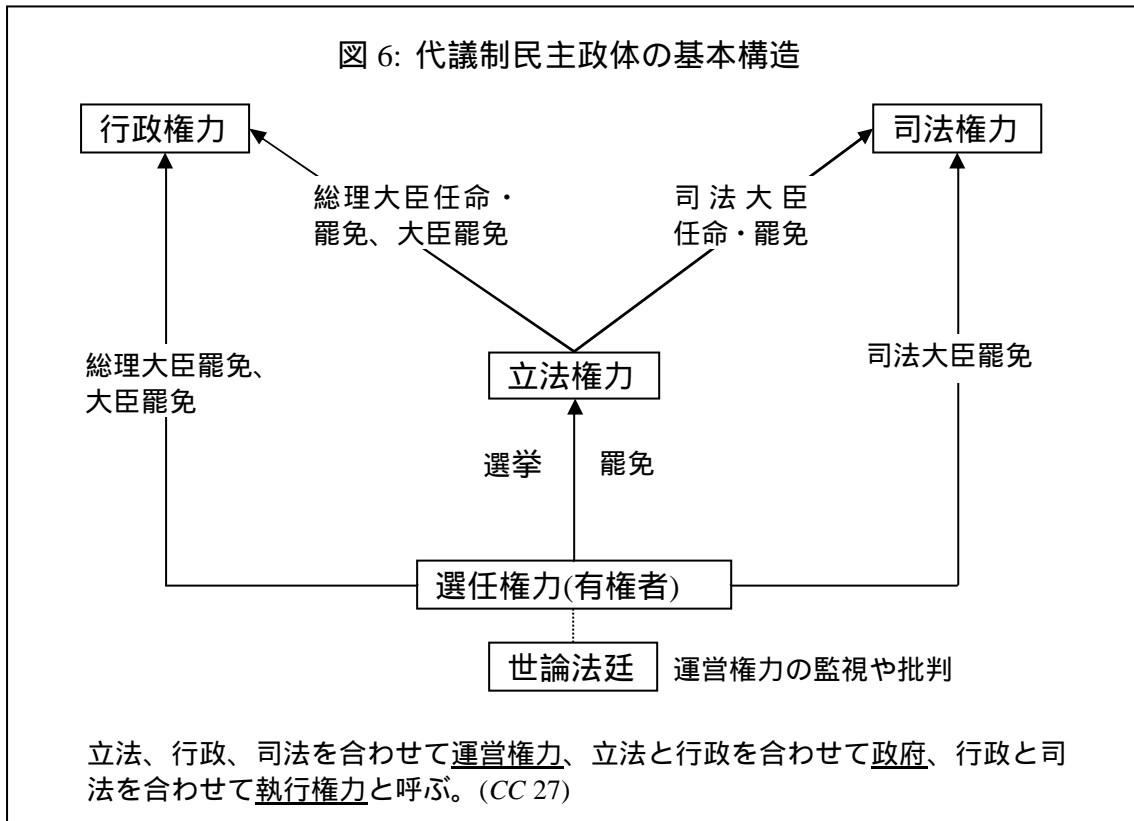 図 6: 代議制民主政体の基本構造
行政権力
司法権力
総理大臣任命・
罷免、大臣罷免
司法大臣
任命・罷免
総理大臣罷免、
大臣罷免
立法権力
司法大臣罷免
選挙
罷免
選任権力(有権者)
世論法廷
運営権力の監視や批判
立法、行政、司法を合わせて運営権力、立法と行政を合わせて政府、行政と司
法を合わせて執行権力と呼ぶ。(CC 27)